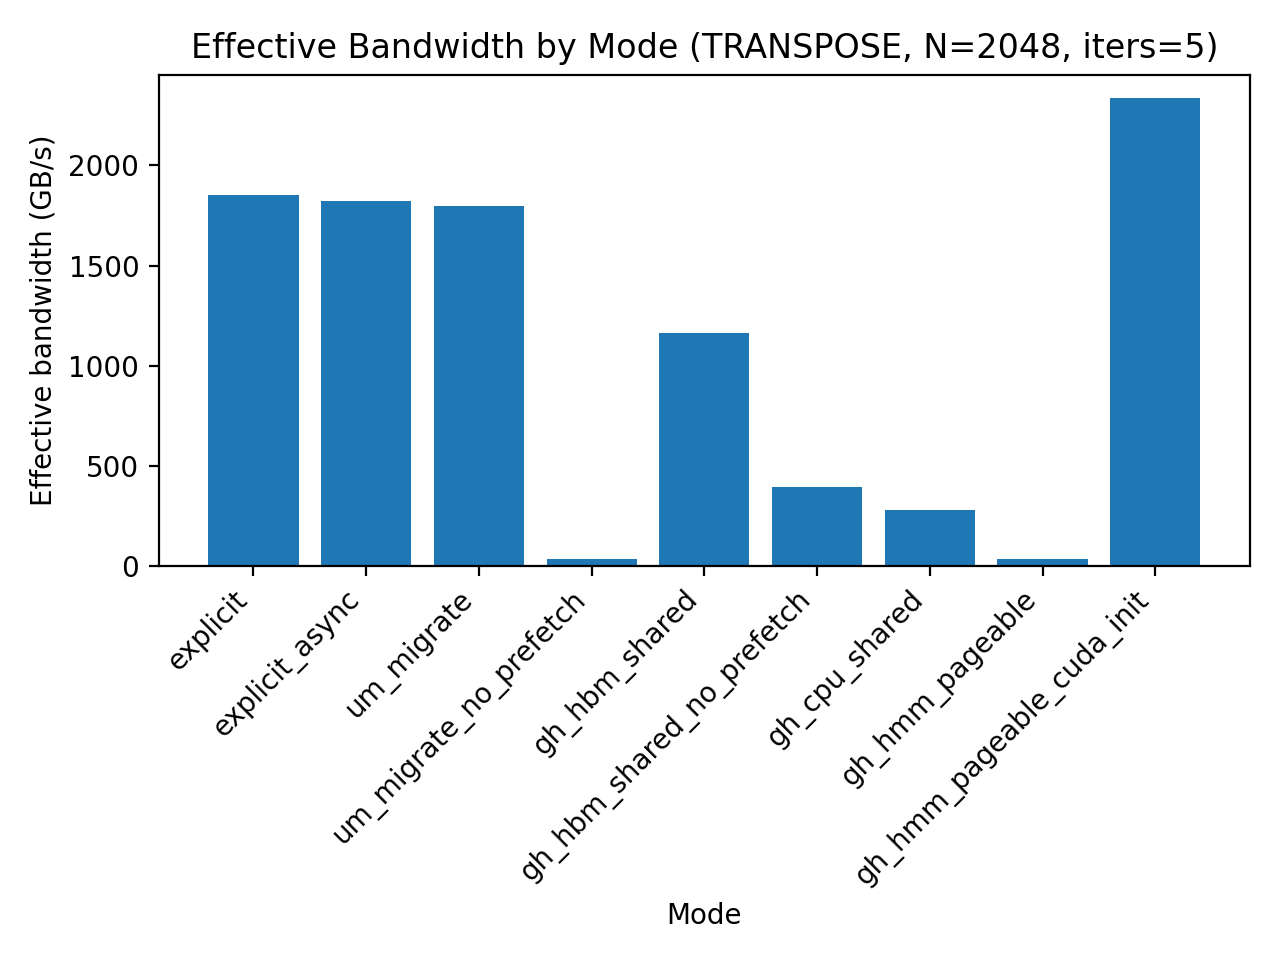 Effective Bandwidth by Mode (TRANSPOSE, N=2048, iters=5)
Effective bandwidth (GB/s)
2000
1500
1000
500
0
explicit
explicit_async
um_migrate
um_migrate_no_prefetch
gh_hbm_shared
gh_hbm_shared_no_prefetch
gh_cpu_shared
gh_hmm_pageable
gh_hmm_pageable_cuda_init
Mode